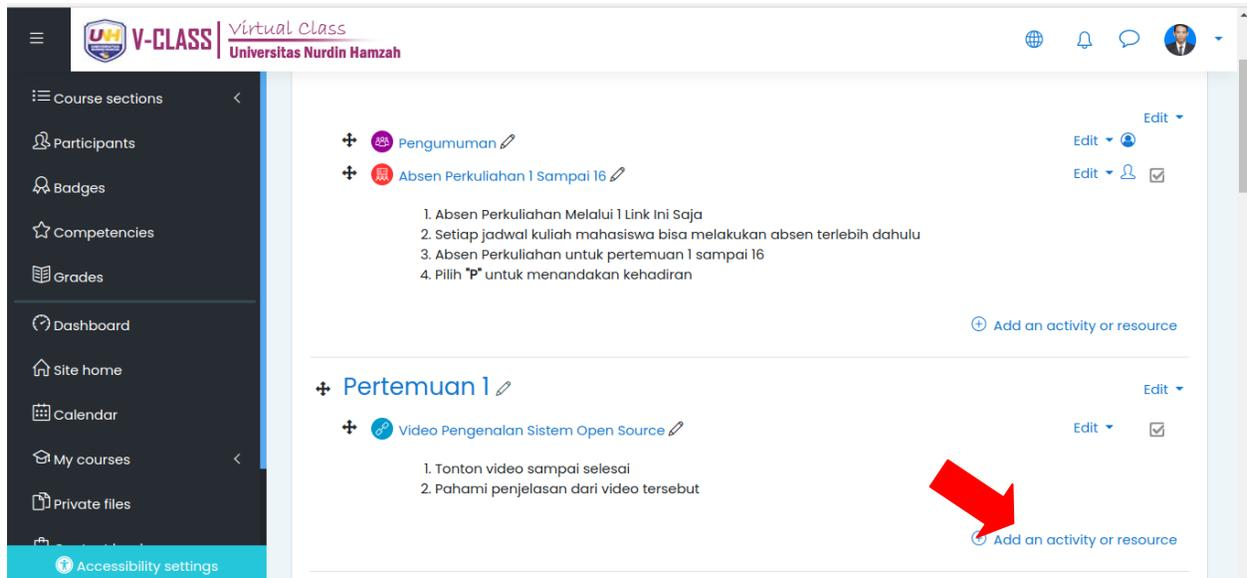 UNH
V-CLASS
Virtual Class
Universitas Nurdin Hamzah
Course sections
Participants
Badges
Competencies
Grades
Dashboard
Site home
Calendar
My courses
Private files
Accessibility settings
Edit
Pengumuman
Edit
Absen Perkuliahan 1 Sampai 16
Edit
1. Absen Perkuliahan Melalui 1 Link Ini Saja
2. Setiap jadwal kuliah mahasiswa bisa melakukan absen terlebih dahulu
3. Absen Perkuliahan untuk pertemuan 1 sampai 16
4. Pilih "P" untuk menandakan kehadiran
Add an activity or resource
Pertemuan 1
Edit
Video Pengenalan Sistem Open Source
Edit
1. Tonton video sampai selesai
2. Pahami penjelasan dari video tersebut
Add an activity or resource